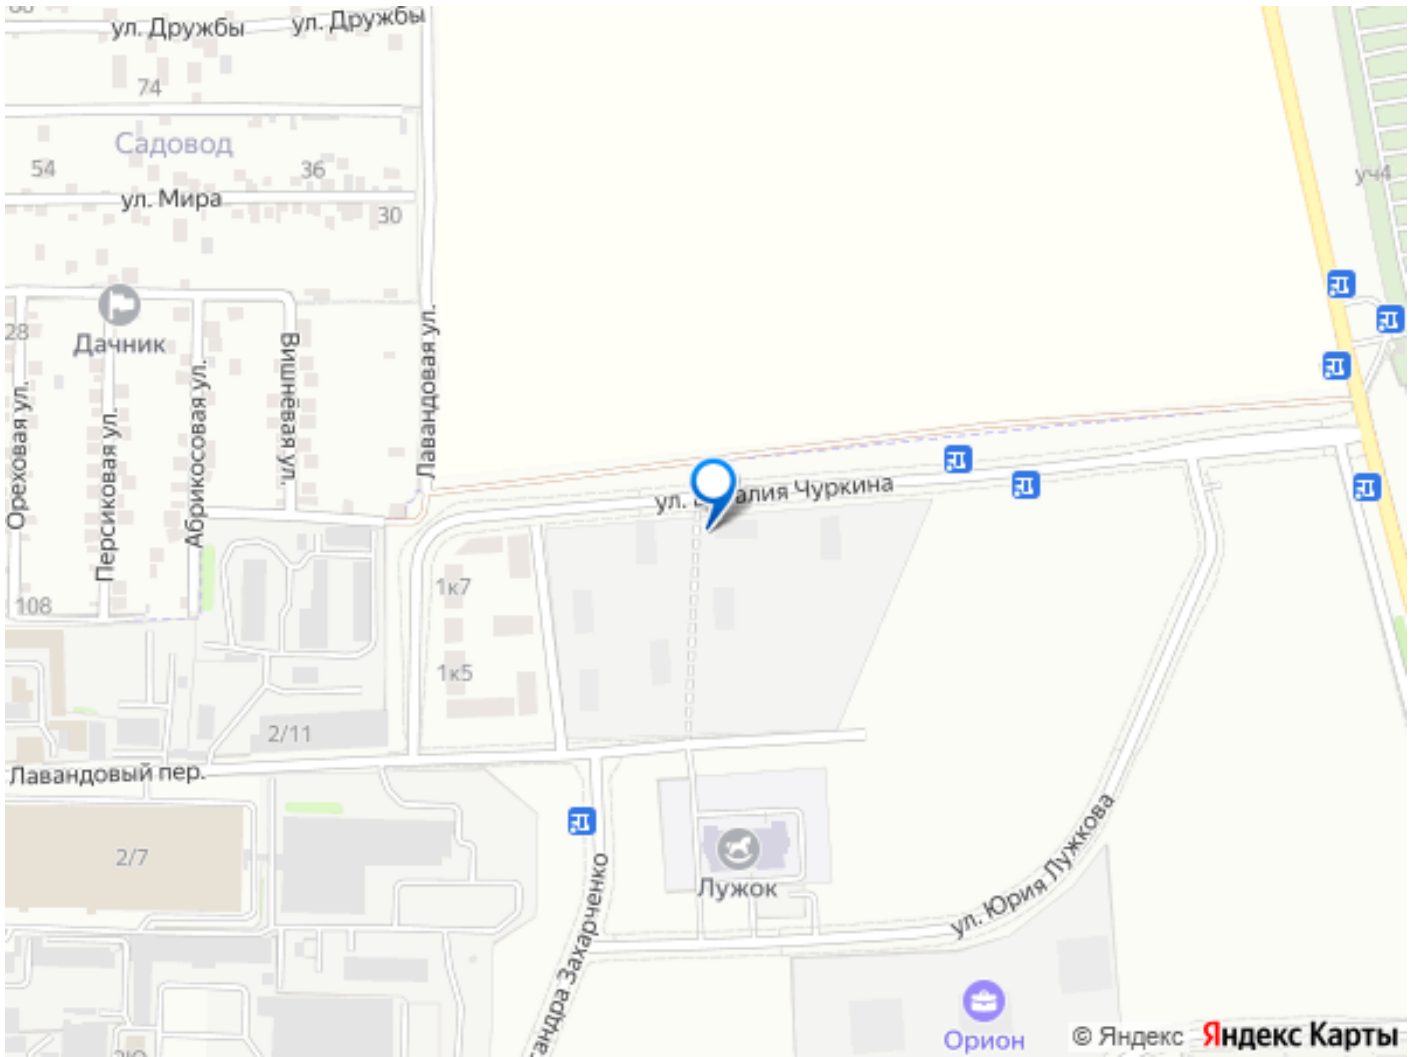 ул. Дружбы
ул. Дружбы
74
Садовод
54
36
уч4
ул. Мира
30
28
Дачник
Вишнёвая ул.
Лавандовая ул.
Ореховая ул.
Персиковая ул.
Абрикосовая ул.
ул.
алия Чуркина
108
1к7
1к5
2/11
Лавандовый пер.
2/7
Лужок
ул. Юрия Лужкова
сандра Захарченко
Орион
© Яндекс Яндекс Карты